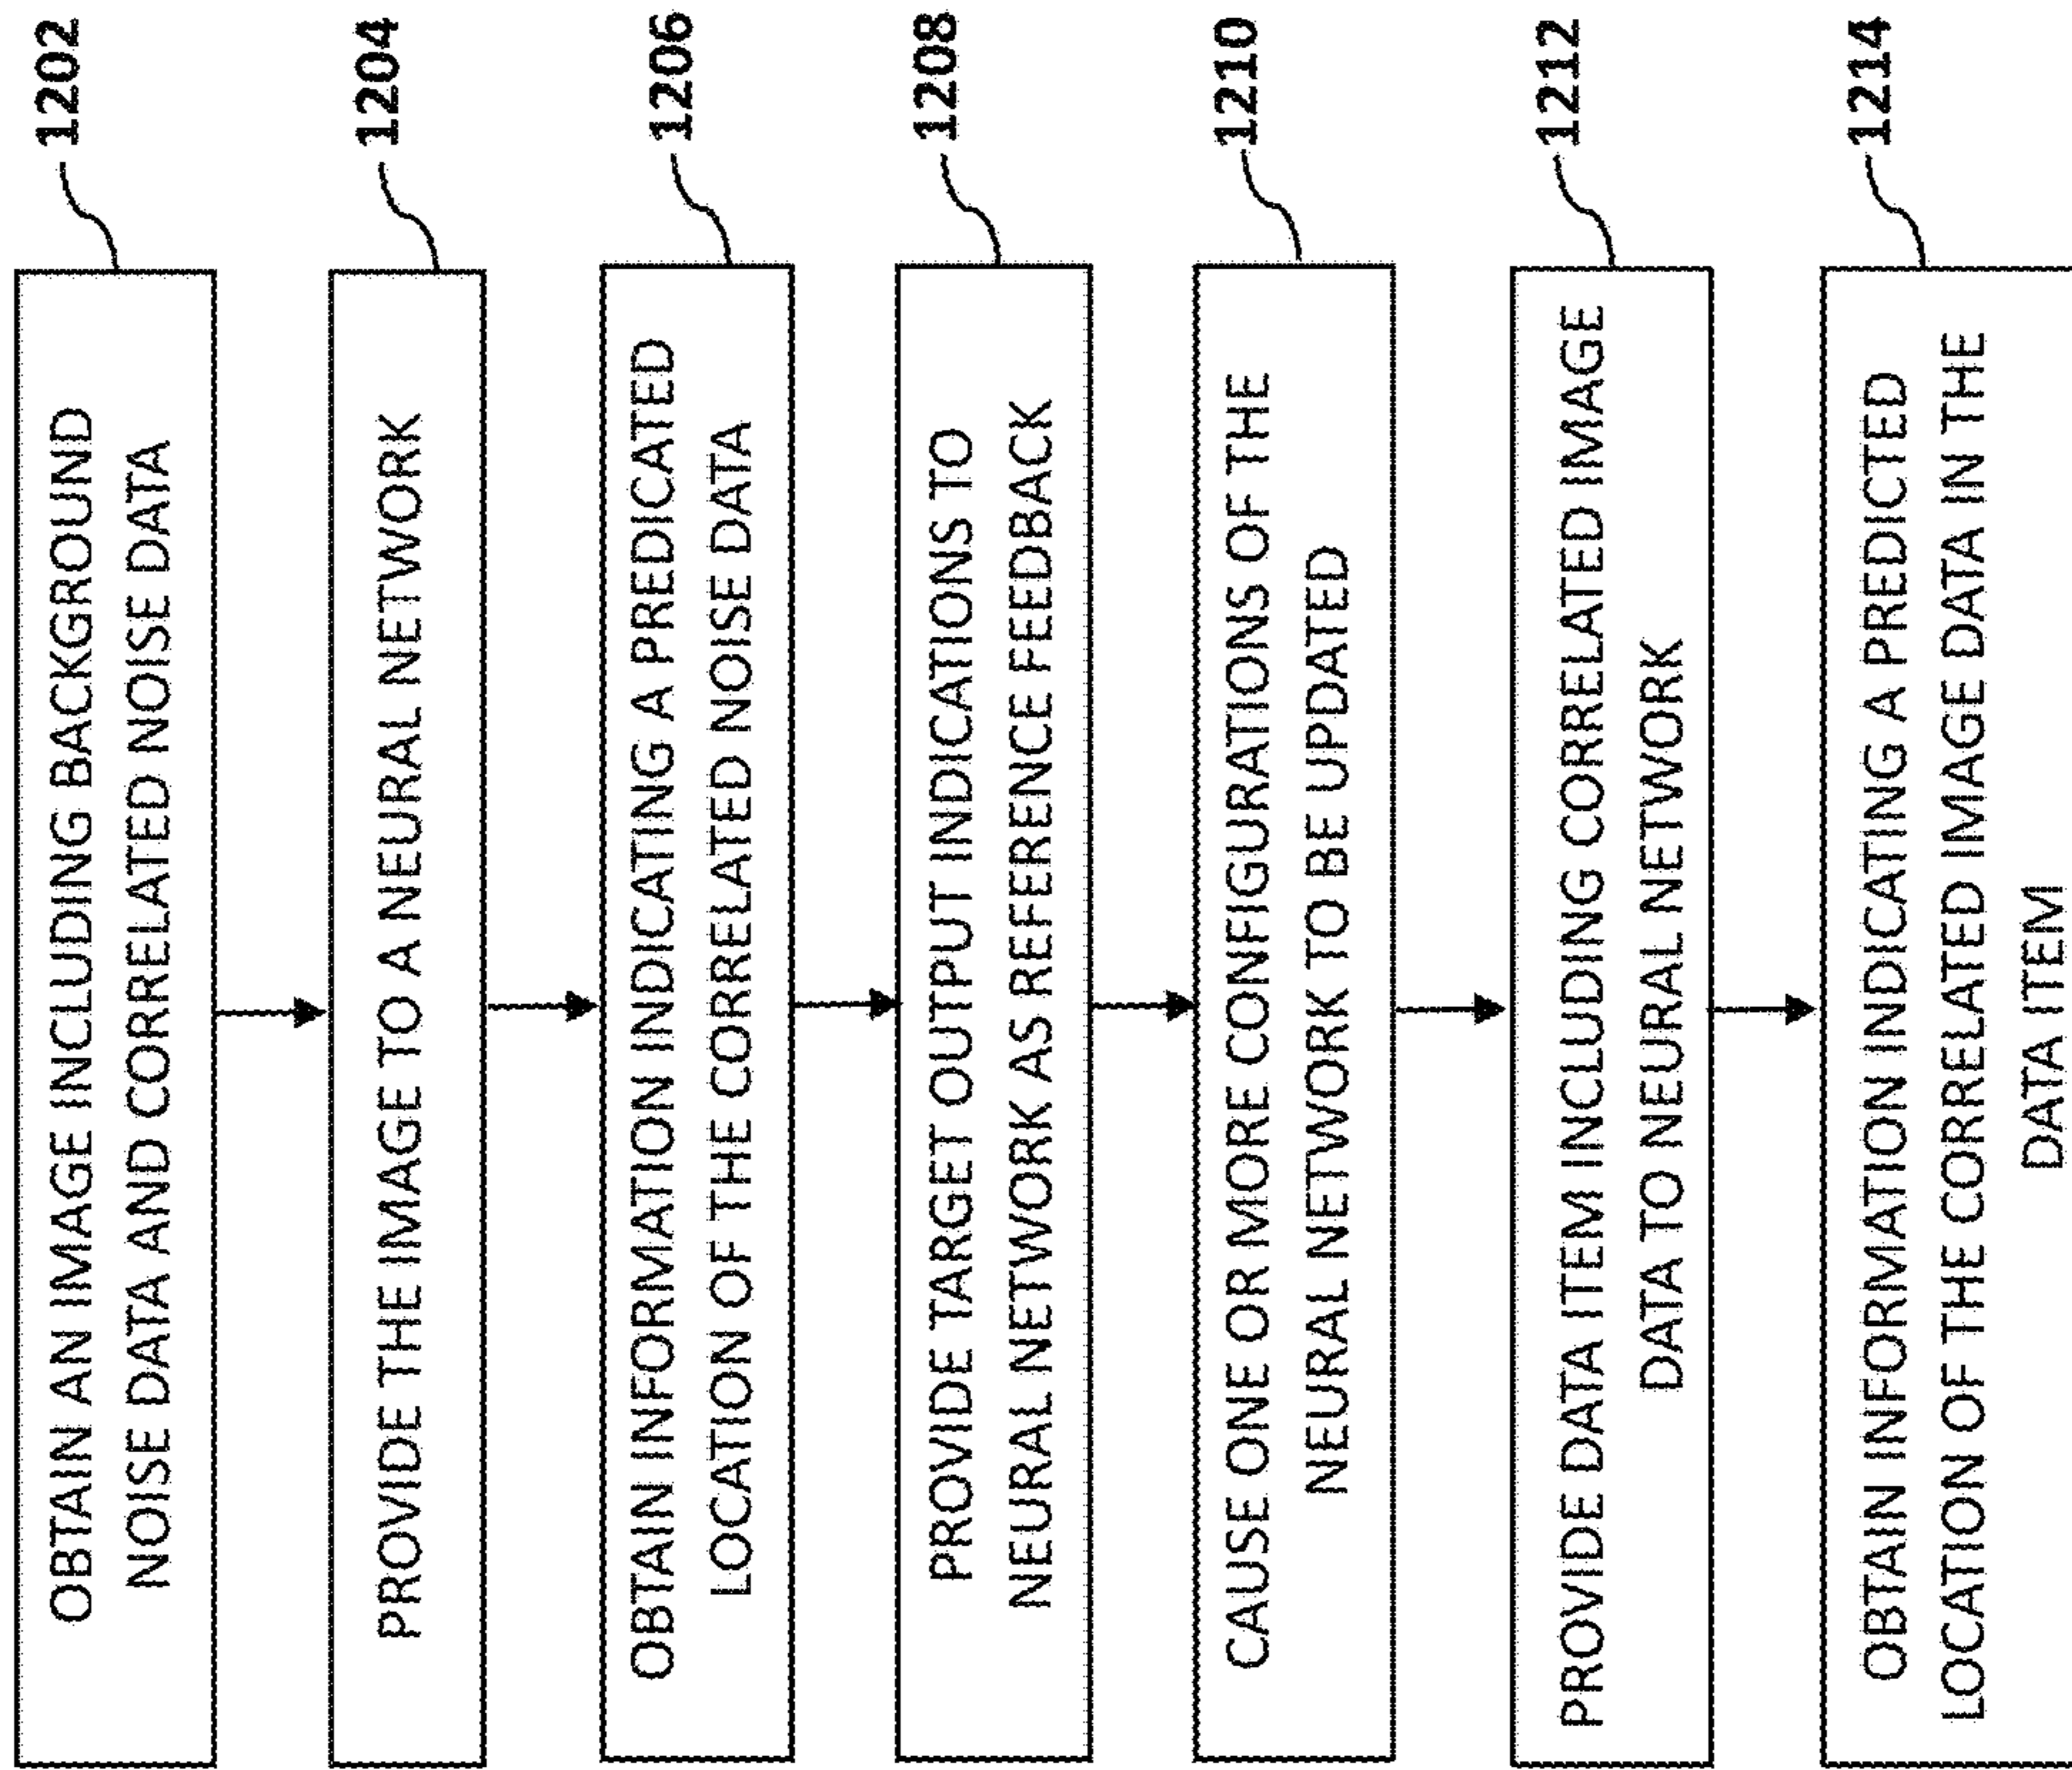 OBTAIN AN IMAGE INCLUDING BACKGROUND
NOISE DATA AND CORRELATED NOISE DATA
1202
PROVIDE THE IMAGE TO A NEURAL NETWORK
1204
OBTAIN INFORMATION INDICATING A PREDICATED
LOCATION OF THE CORRELATED NOISE DATA
1206
PROVIDE TARGET OUTPUT INDICATIONS TO
NEURAL NETWORK AS REFERENCE FEEDBACK
1208
CAUSE ONE OR MORE CONFIGURATIONS OF THE
NEURAL NETWORK TO BE UPDATED
1210
PROVIDE DATA ITEM INCLUDING CORRELATED IMAGE
DATA TO NEURAL NETWORK
1212
OBTAIN INFORMATION INDICATING A PREDICTED
LOCATION OF THE CORRELATED IMAGE DATA IN THE
DATA ITEM
1214